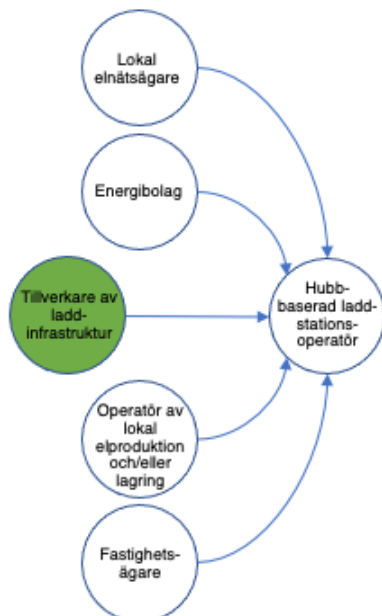 Lokal
elnätsägare
Energibolag
Tillverkare av
ladd-
infrastruktur
Hubb-
baserad ladd-
stations-
operatör
Operatör av
lokal
elproduktion
och/eller
lagring
Fastighets-
ägare